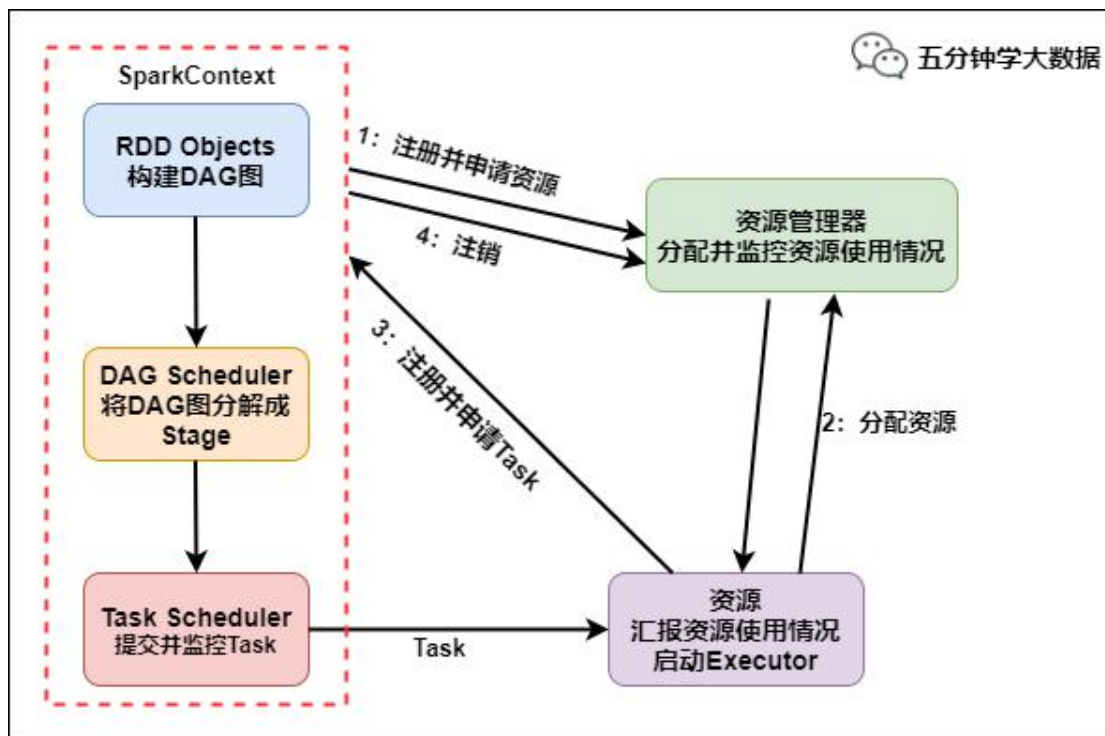 五分钟学大数据
SparkContext
RDD Objects
构建DAG图
1：注册并申请资源
4：注销
资源管理器
分配并监控资源使用情况
3：注册并申请Task
DAG Scheduler
将DAG图分解成
Stage
2：分配资源
Task Scheduler
提交并监控Task
Task
资源
汇报资源使用情况
启动Executor